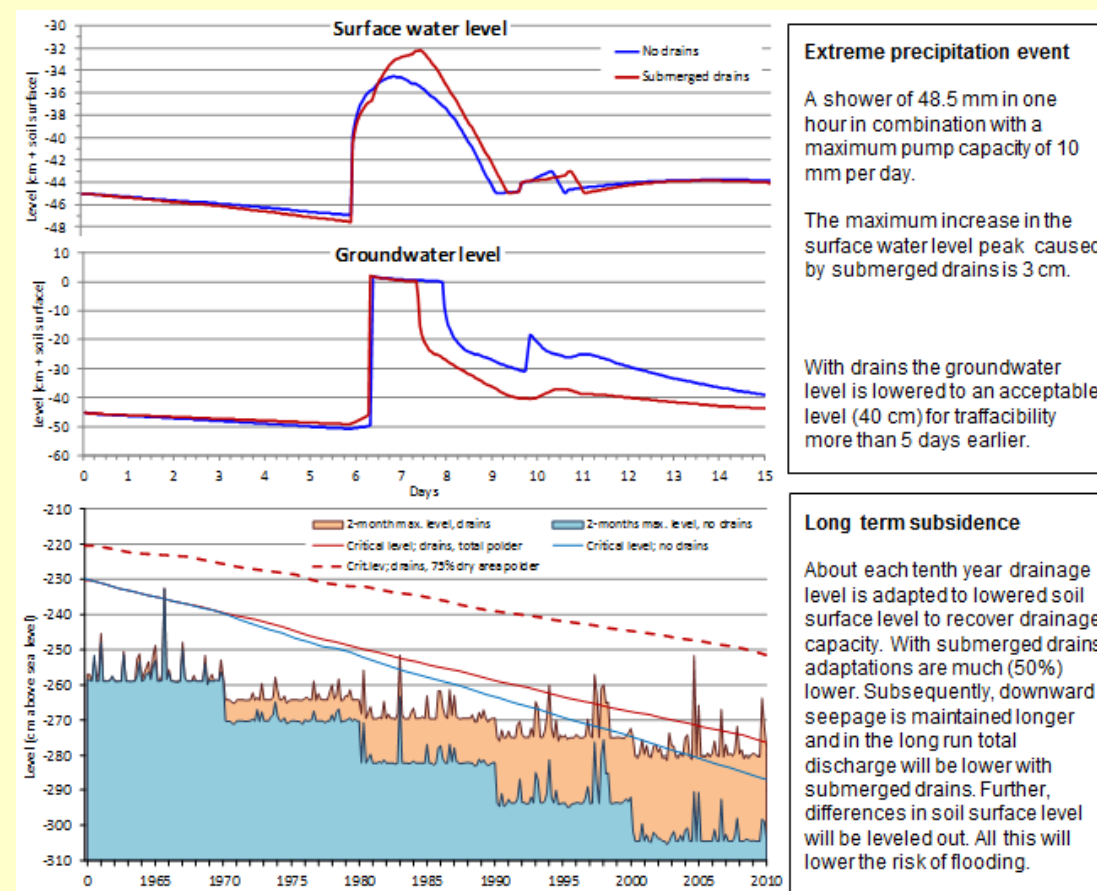 Surface water level
No drains
Submerged drains
Level (cm + soil surface)
-30
-32
-34
-36
-38
-40
-42
-44
-46
-48
Groundwater level
Level (cm + soil surface)
10
0
-10
-20
-30
-40
-50
-60
0 1 2 3 4 5 6 7 8 9 10 11 12 13 14 15
Days
Extreme precipitation event
A shower of 48.5 mm in one
hour in combination with a
maximum pump capacity of 10
mm per day.
The maximum increase in the
surface water level peak caused
by submerged drains is 3 cm.
With drains the groundwater
level is lowered to an acceptable
level (40 cm) for traffacibility
more than 5 days earlier.
2-month max. level, drains
2-months max. level, no drains
Critical level; drains, total polder
Critical level; no drains
Crit.lev; drains, 75% dry area polder
Level (cm above sea level)
-210
-220
-230
-240
-250
-260
-270
-280
-290
-300
-310
0 1965 1970 1975 1980 1985 1990 1995 2000 2005 2010
Long term subsidence
About each tenth year drainage
level is adapted to lowered soil
surface level to recover drainage
capacity. With submerged drains
adaptations are much (50%)
lower. Subsequently, downward
seepage is maintained longer
and in the long run total
discharge will be lower with
submerged drains. Further,
differences in soil surface level
will be leveled out. All this will
lower the risk of flooding.